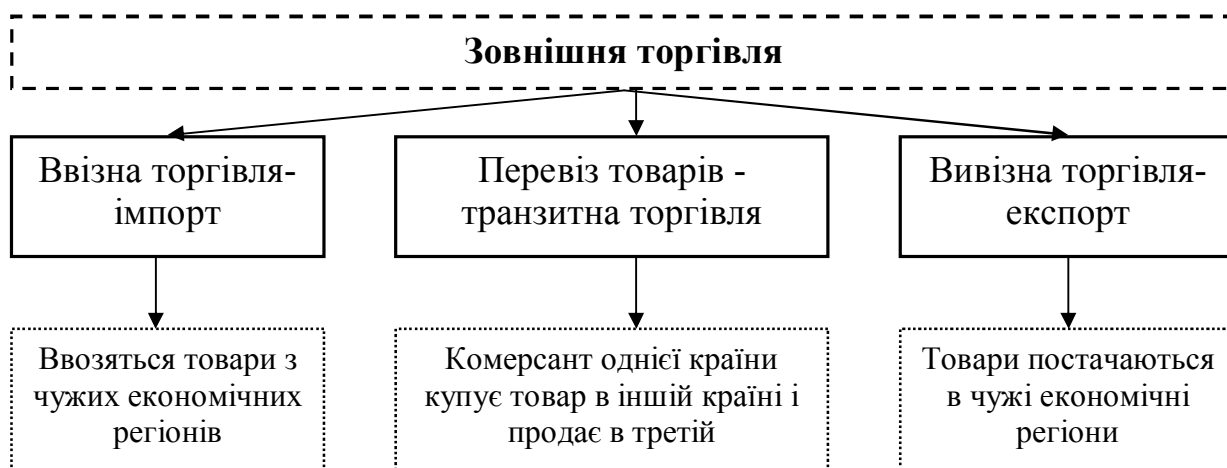 Зовнішня торгівля
Ввізна торгівля-
імпорт
Перевіз товарів -
транзитна торгівля
Вивізна торгівля-
експорт
Ввозяться товари з
чужих економічних
регіонів
Комерсант однієї країни
купує товар в іншій країні і
продає в третій
Товари постачаються
в чужі економічні
регіони